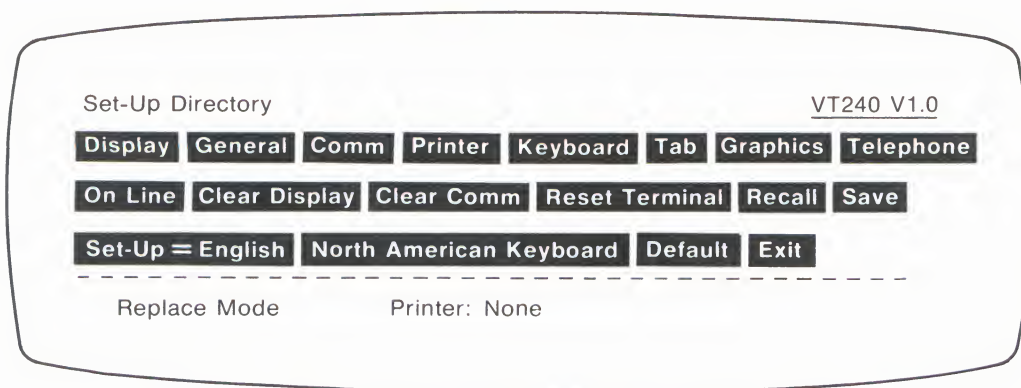 Set-Up Directory VT240 V1.0
Display General Comm Printer Keyboard Tab Graphics Telephone
On Line Clear Display Clear Comm Reset Terminal Recall Save
Set-Up = English North American Keyboard Default Exit
Replace Mode Printer: None